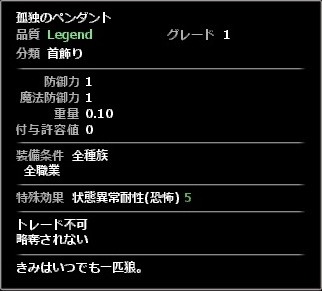 孤独のペンダント
品質 Legend グレード 1
分類 首飾り
防御力 1
魔法防御力 1
重量 0.10
付与許容値 0
装備条件 全種族
全職業
特殊効果 状態異常耐性(恐怖) 5
トレード不可
略奪されない
きみはいつでも一匹狼。